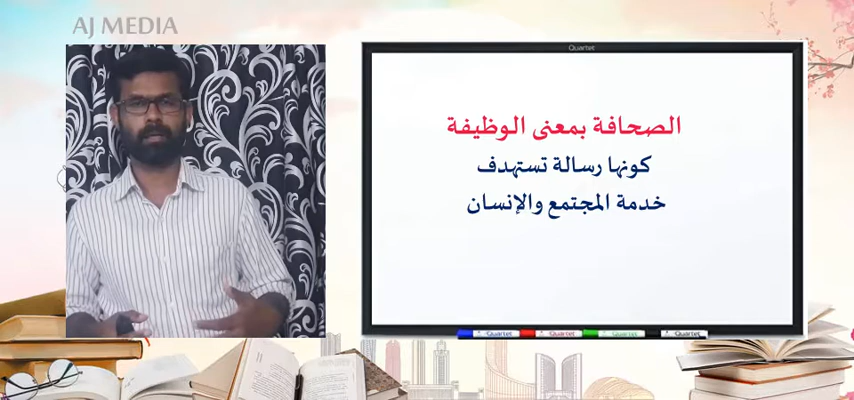 AJ MEDIA
Quartet
الصحافة بمعنى الوظيفة
كونها رسالة تستهدف
خدمة المجتمع والإنسان
Quartet Quartet Quartet Quartet